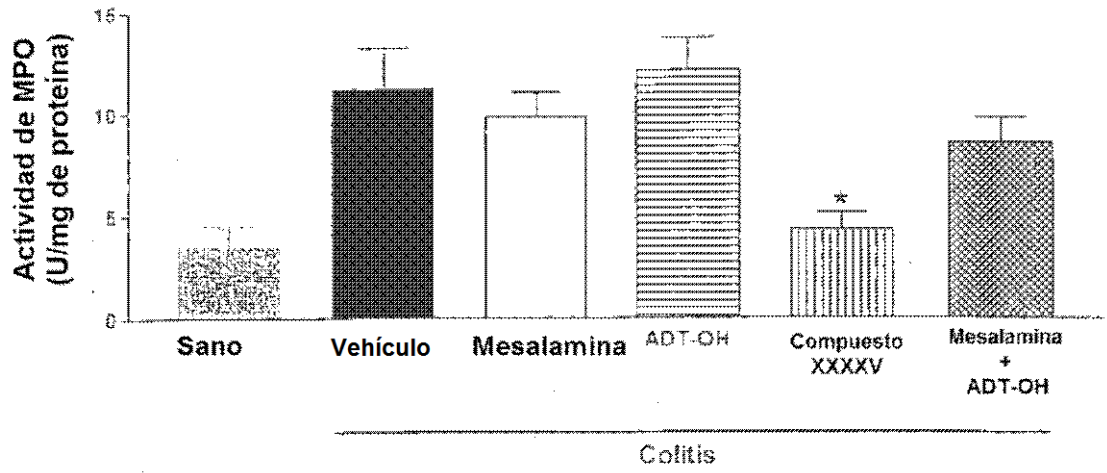 Actividad de MPO
(U/mg de proteína)
15
10
5
0
*
Sano
Vehículo
Mesalamina
ADT-OH
Compuesto
XXXXV
Mesalamina
+
ADT-OH
Colitis